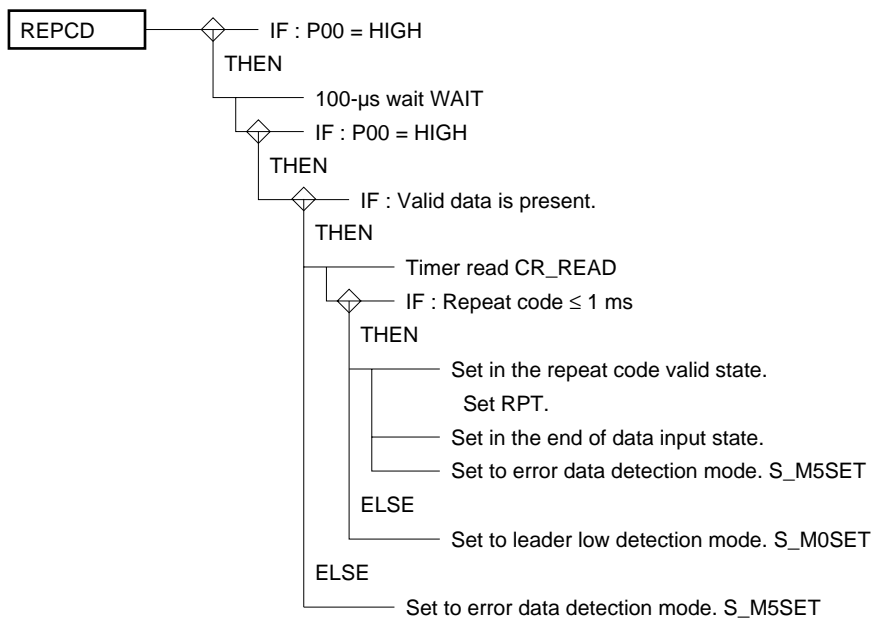 REPCD IF : P00 = HIGH
THEN
100-µs wait WAIT
IF : P00 = HIGH
THEN
IF : Valid data is present.
THEN
Timer read CR_READ
IF : Repeat code ≤ 1 ms
THEN
Set in the repeat code valid state.
Set RPT.
Set in the end of data input state.
Set to error data detection mode. S_M5SET
ELSE
Set to leader low detection mode. S_M0SET
ELSE
Set to error data detection mode. S_M5SET